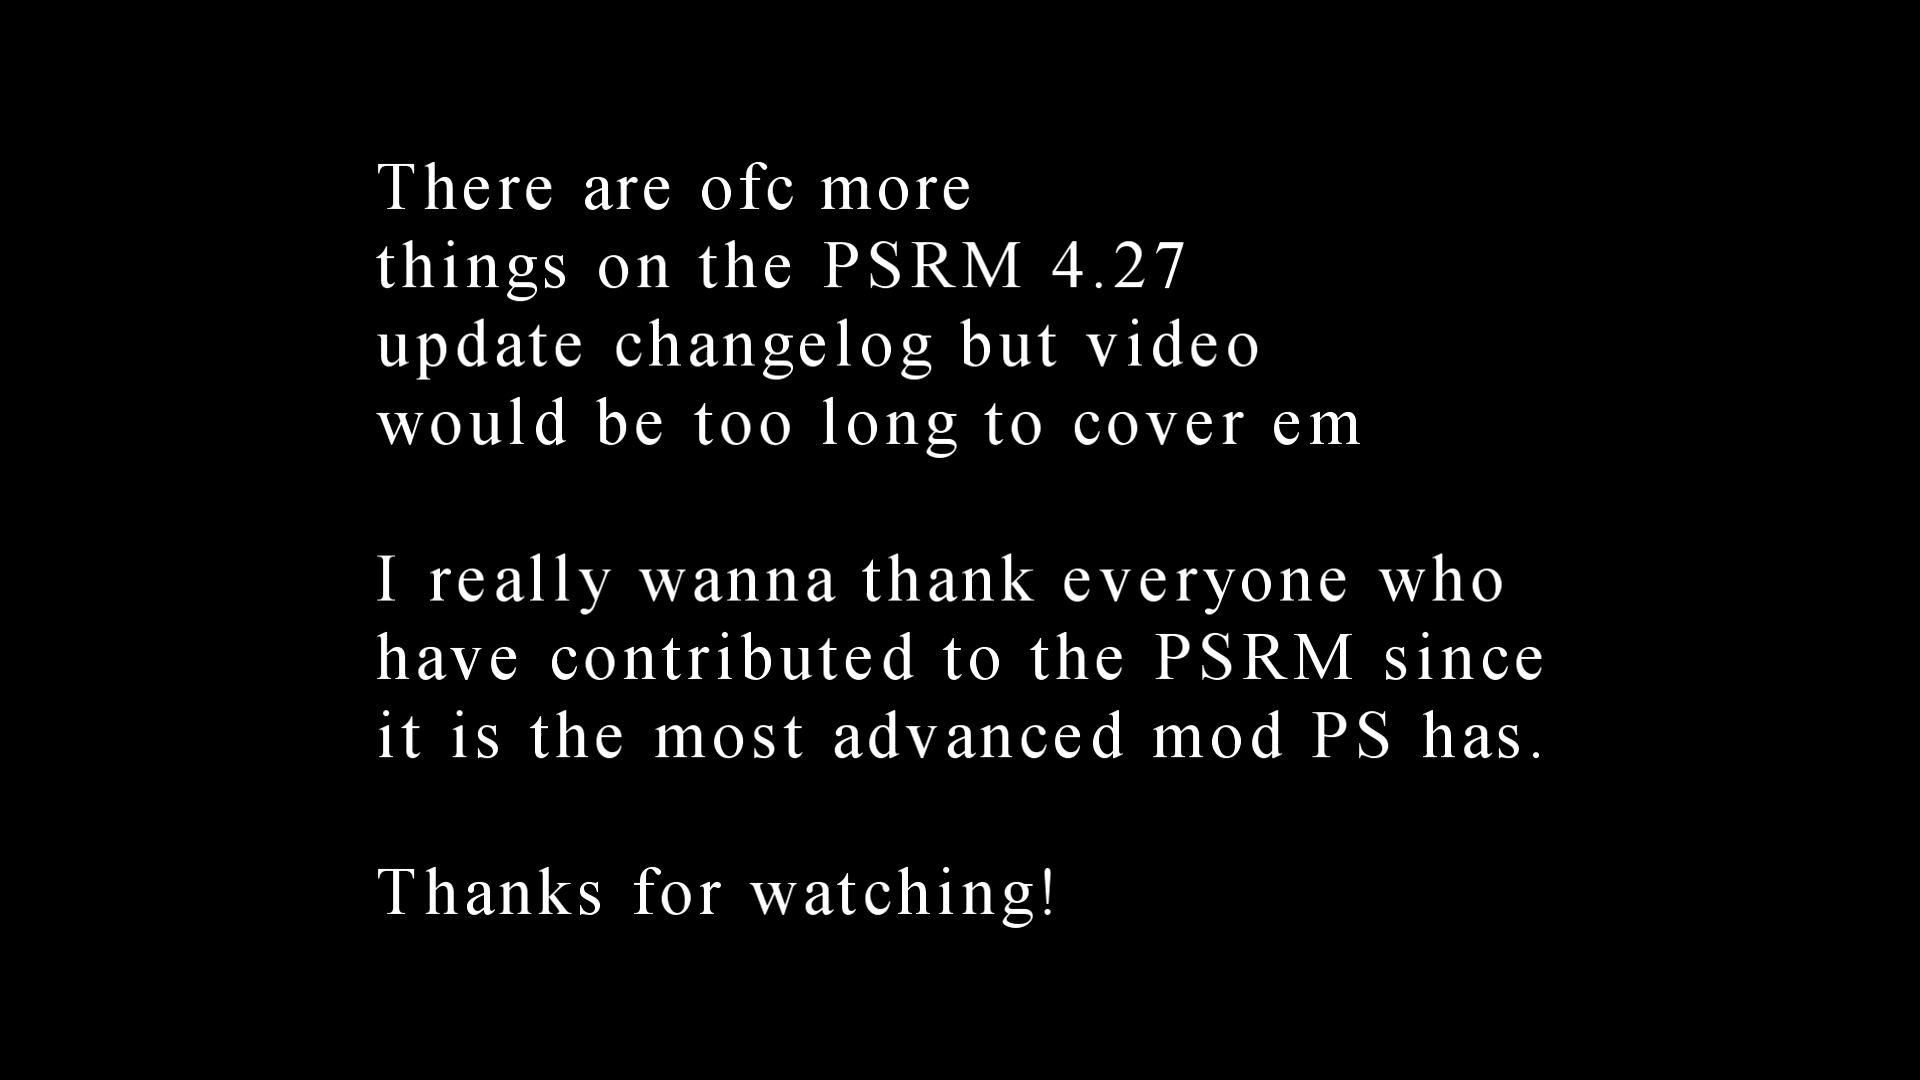 There are ofc more
things on the PSRM 4.27
update changelog but video
would be too long to cover em
I really wanna thank everyone who
have contributed to the PSRM since
it is the most advanced mod PS has.
Thanks for watching!